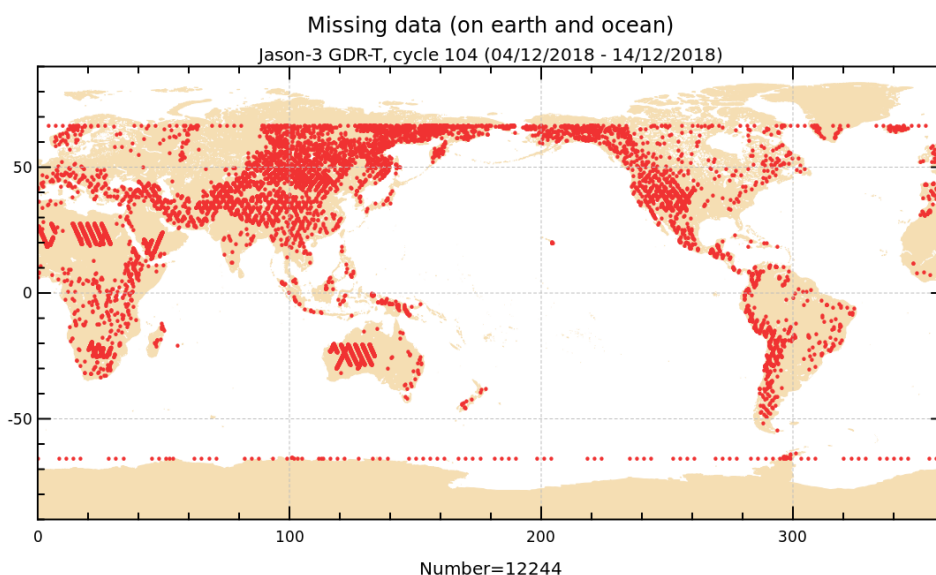 Missing data (on earth and ocean)
Jason-3 GDR-T, cycle 104 (04/12/2018 - 14/12/2018)
50
0
-50
0 100 200 300
Number=12244